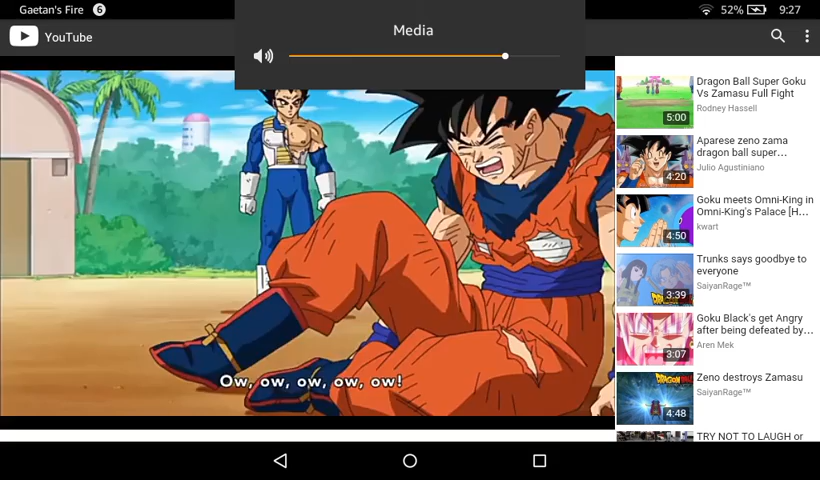 Gaetan's Fire 6 52% 9:27
YouTube
Media
Ow, ow, ow, ow, ow!
Dragon Ball Super Goku
Vs Zamasu Full Fight
Rodney Hassell
5:00
Aparese zeno zama
dragon ball super…
Julio Agustiniano
4:20
Goku meets Omni-King in
Omni-King's Palace [H…
kwart
4:50
Trunks says goodbye to
everyone
SaiyanRage™
3:39
Goku Black's get Angry
after being defeated by…
Aren Mek
3:07
Zeno destroys Zamasu
SaiyanRage™
4:48
TRY NOT TO LAUGH or